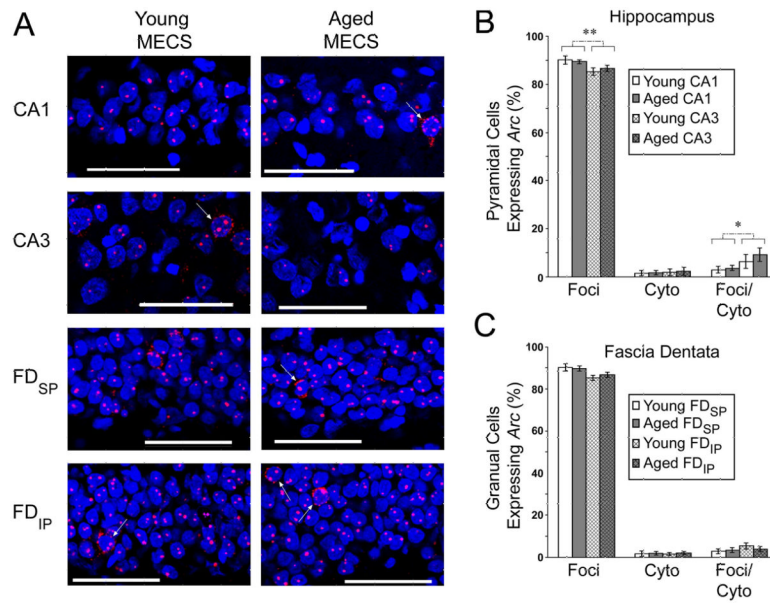 A
Young
MECS
Aged
MECS
CA1
CA3
FDSP
FDIP
B
Hippocampus
Pyramidal Cells
Expressing Arc (%)
100
80
60
40
20
0
**
Young CA1
Aged CA1
Young CA3
Aged CA3
*
Foci
Cyto
Foci/
Cyto
C
Fascia Dentata
Granual Cells
Expressing Arc (%)
100
80
60
40
20
0
Young FDSP
Aged FDSP
Young FDIP
Aged FDIP
Foci
Cyto
Foci/
Cyto